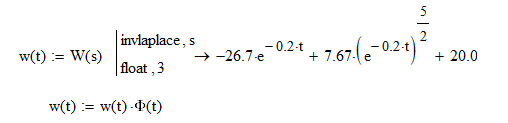 w(t) := W(s) | invlaplace , s float , 3 → -26.7·e^(-0.2·t) + 7.67·(e^(-0.2·t))^(5/2) + 20.0
w(t) := w(t)·Φ(t)